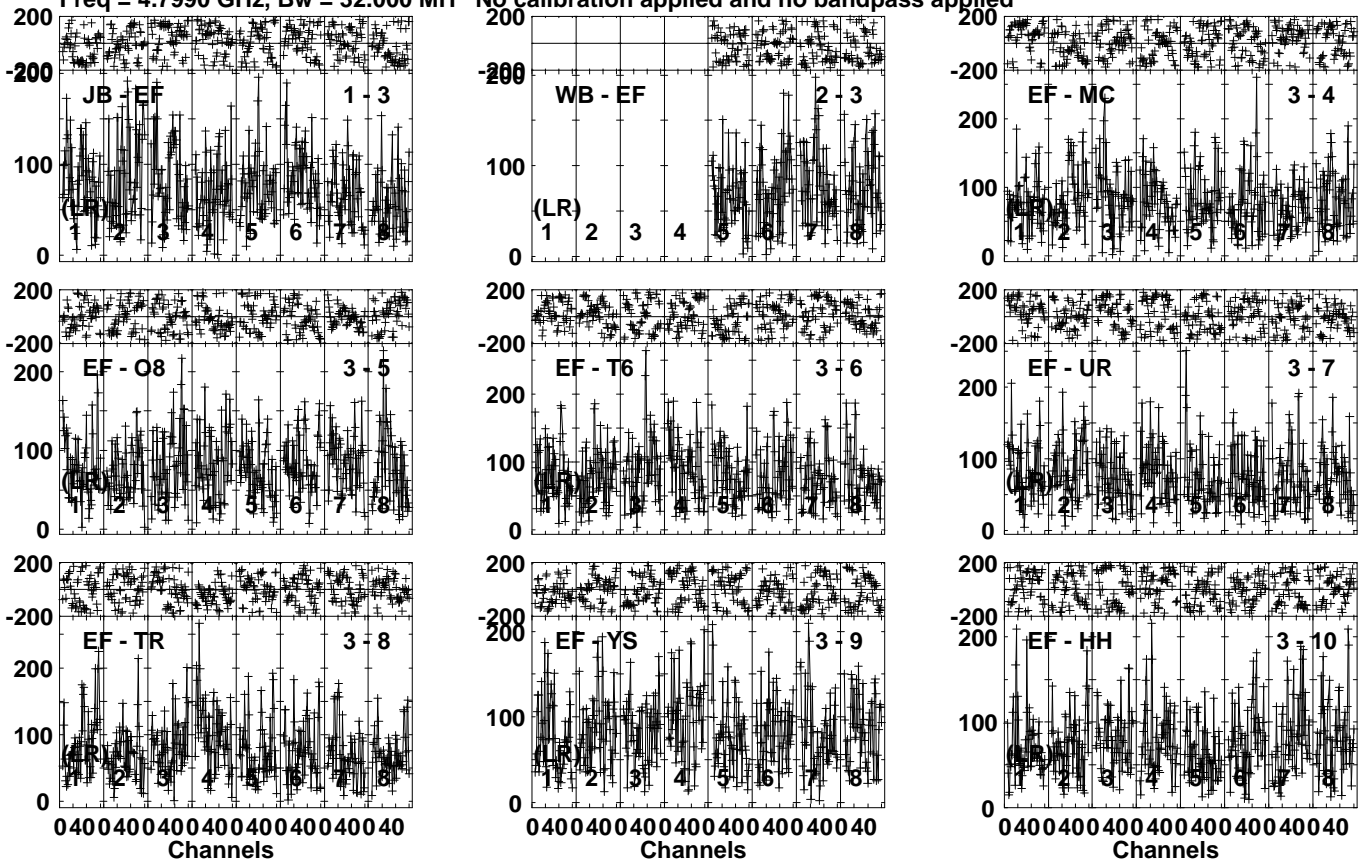 Freq = 4.7990 GHz, Bw = 32.000 MH No calibration applied and no bandpass applied
200 200 200
-200 -200
200 200
JB - EF 1 - 3 WB - EF 2 - 3 EF - MC 3 - 4
200
100 100 100
(LR) (LR) (LR)
1 2 3 4 5 6 7 8 1 2 3 4 5 6 7 8 1 2 3 4 5 6 7 8
0 0 0
200 200 200
-200 -200 -200
EF - O8 3 - 5 EF - T6 3 - 6 EF - UR 3 - 7
200 200 200
100 100 100
(LR) (LR) (LR)
1 2 3 4 5 6 7 8 1 2 3 4 5 6 7 8 1 2 3 4 5 6 7 8
0 0 0
200 200 200
-200 -200 -200
EF - TR 3 - 8 EF - YS 3 - 9 EF - HH 3 - 10
200 200 200
100 100 100
(LR) (LR) (LR)
1 2 3 4 5 6 7 8 1 2 3 4 5 6 7 8 1 2 3 4 5 6 7 8
0 0 0
0 40 0 40 0 40 0 40 0 40 0 40 0 40 0 40 0 40 0 40 0 40 0 40 0 40 0 40 0 40 0 40 0 40 0 40 0 40 0 40 0 40 0 40 0 40 0 40
Channels Channels Channels